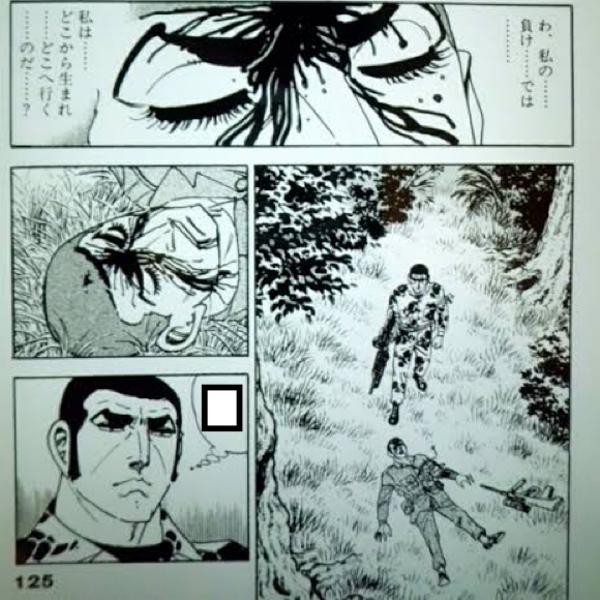 わ、私の……
負け……では
………
私は……
どこから生まれ
……どこへ行く
……のだ……？
125